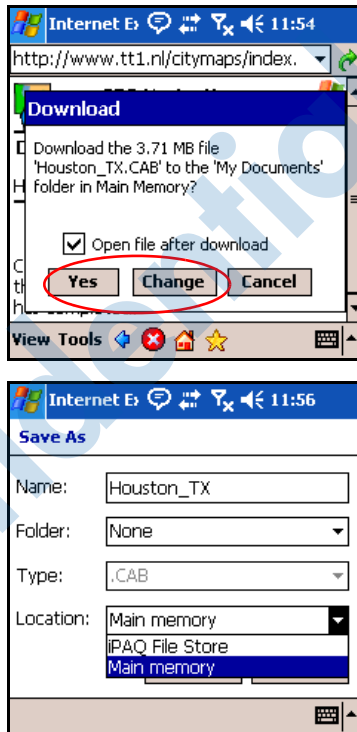 Internet E 11:54
http://www.tt1.nl/citymaps/index.
Download
Download the 3.71 MB file
'Houston_TX.CAB' to the 'My Documents'
folder in Main Memory?
Open file after download
Yes Change Cancel
View Tools
Internet E 11:56
Save As
Name: Houston_TX
Folder: None
Type: .CAB
Location: Main memory
iPAQ File Store
Main memory